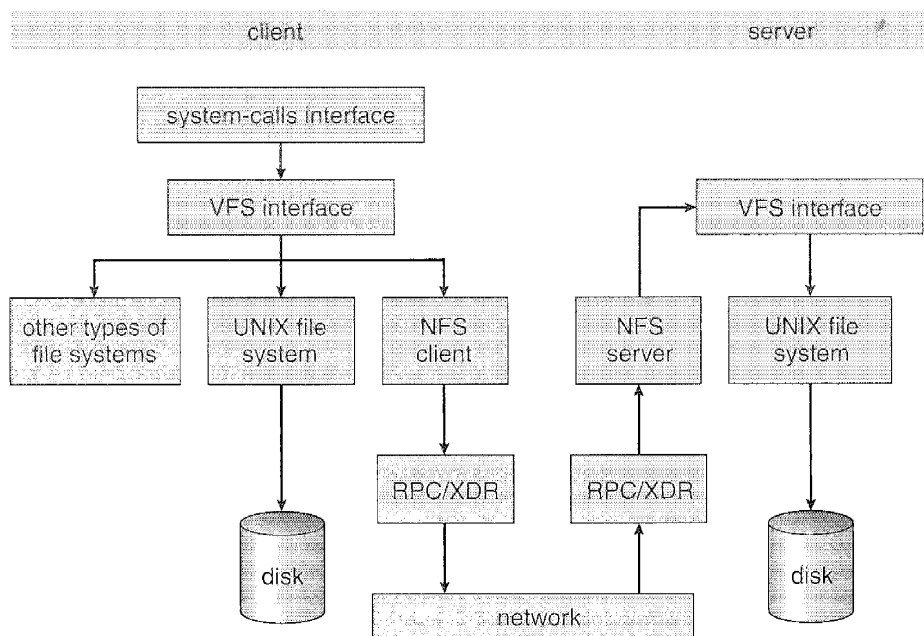 client
server
system-calls interface
VFS interface
VFS interface
other types of
file systems
UNIX file
system
NFS
client
NFS
server
UNIX file
system
RPC/XDR
RPC/XDR
disk
disk
network